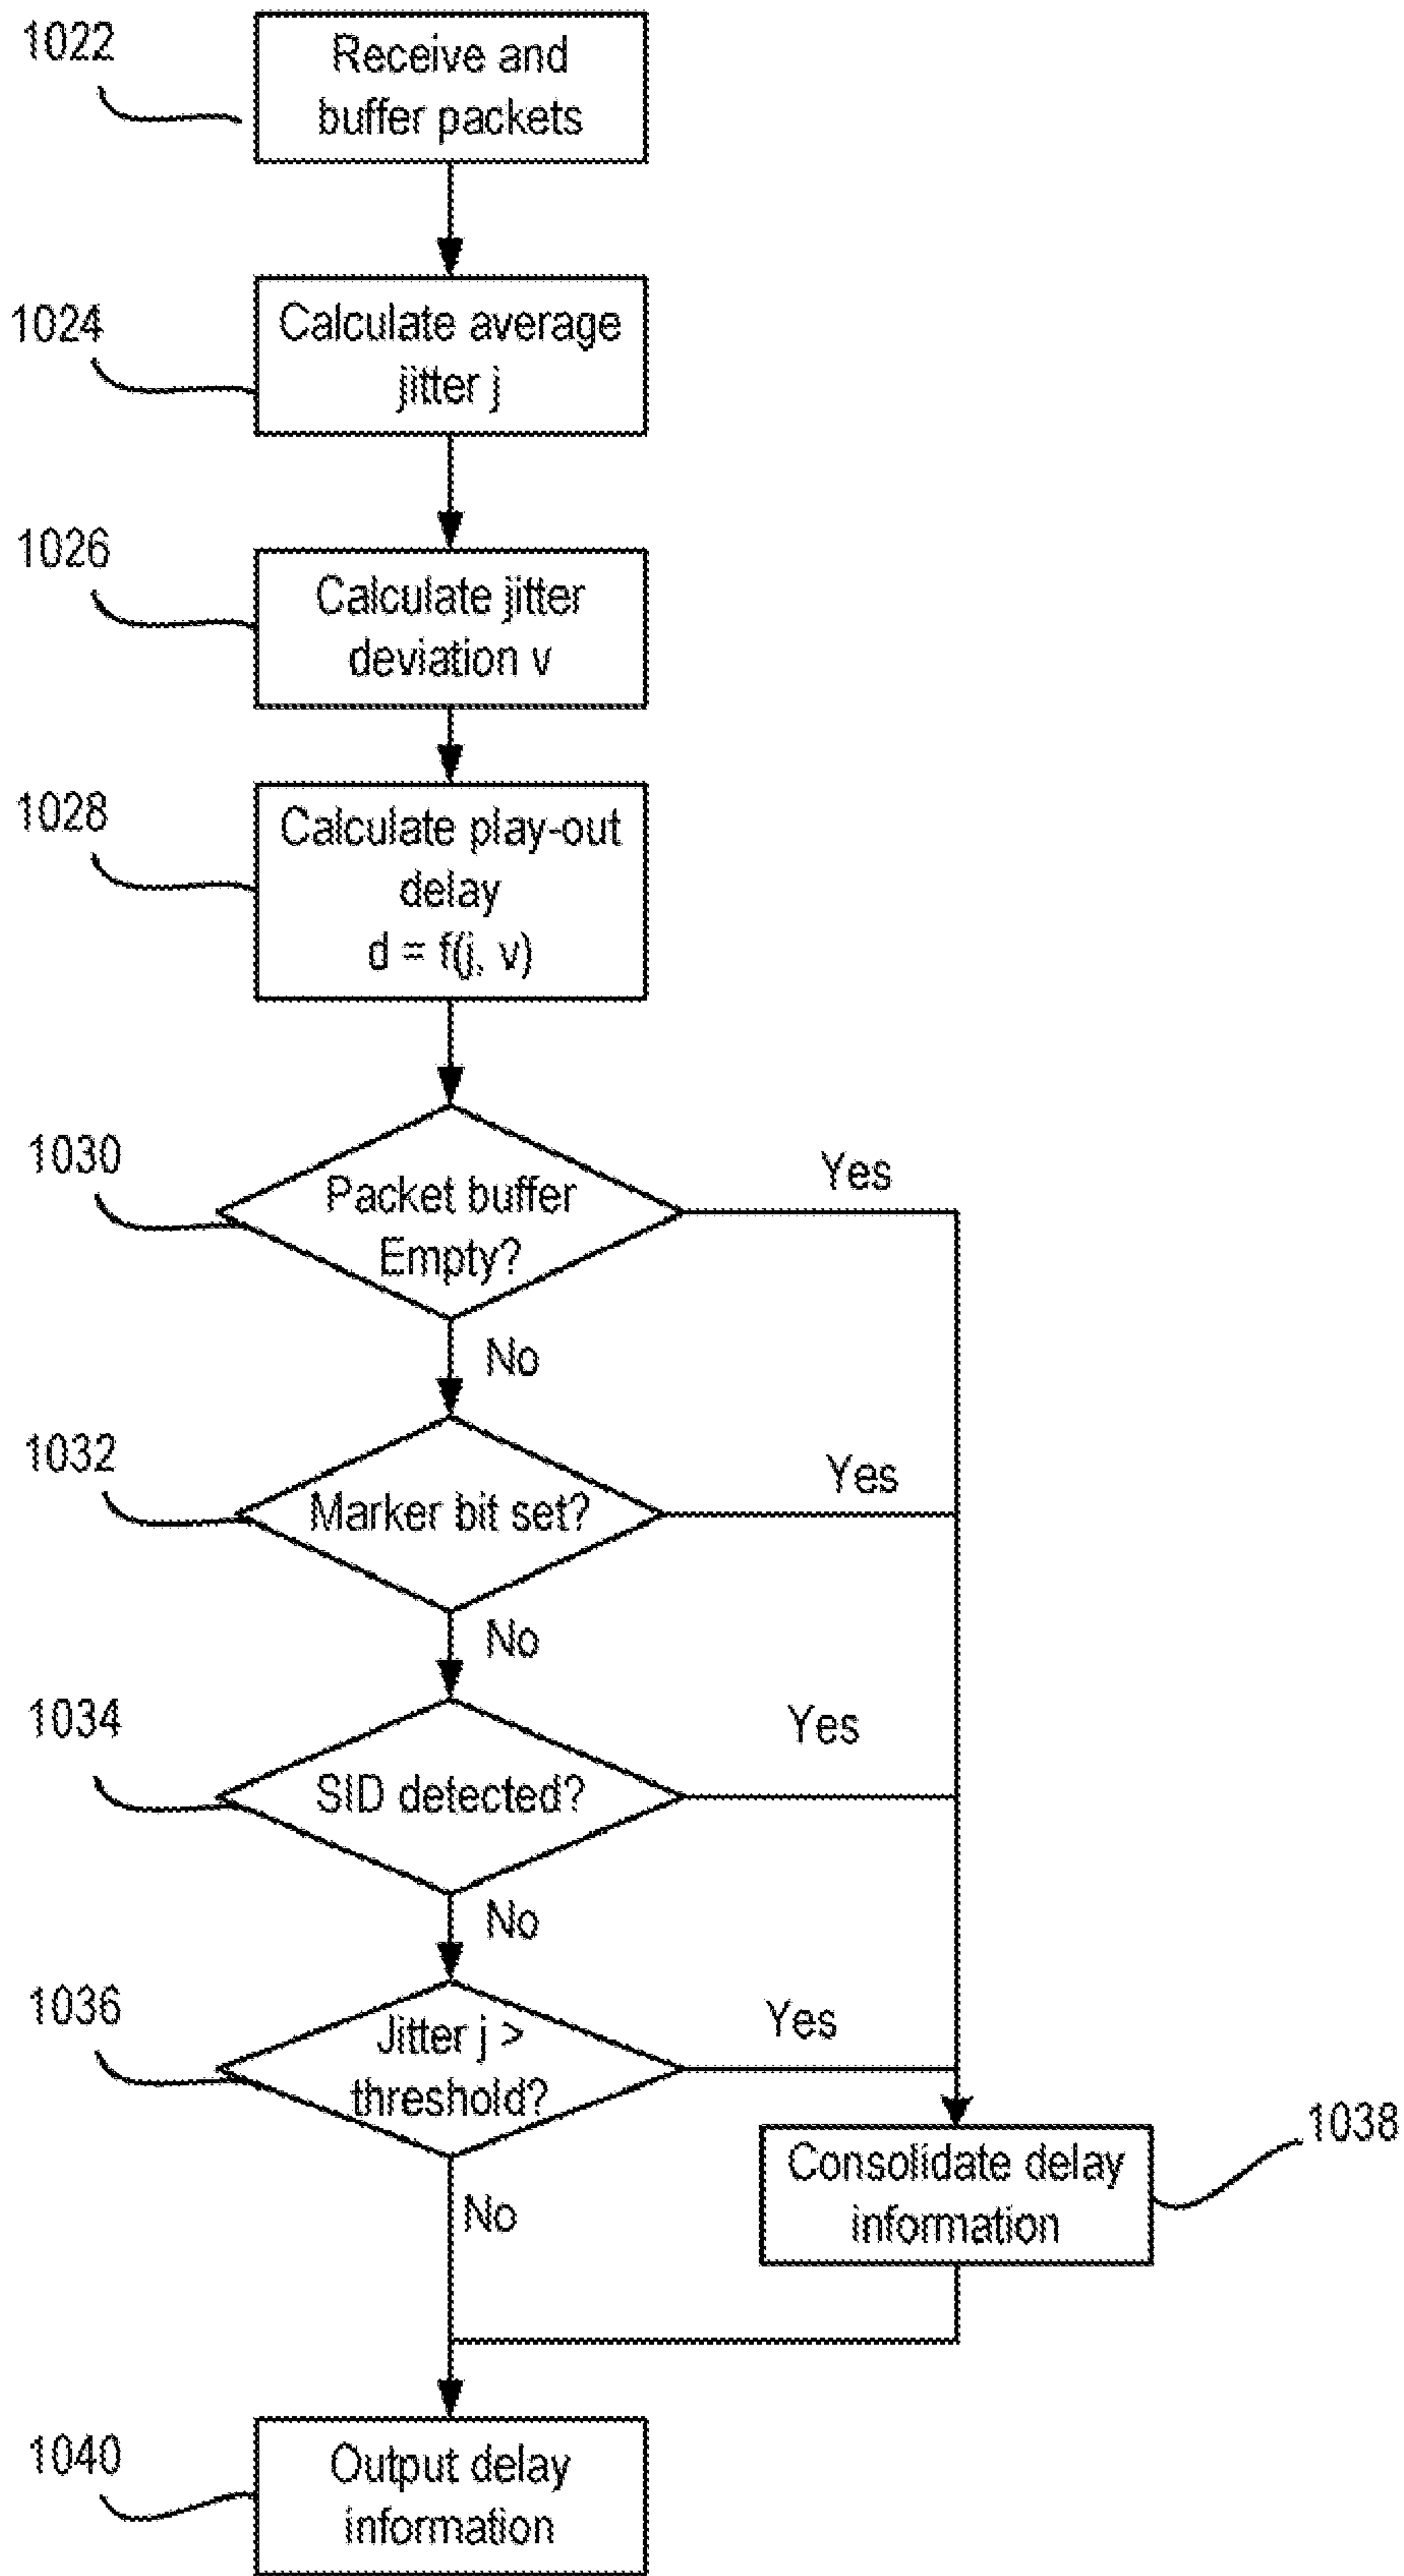 1022
Receive and
buffer packets
1024
Calculate average
jitter j
1026
Calculate jitter
deviation v
1028
Calculate play-out
delay
d = f(j, v)
1030
Packet buffer
Empty?
Yes
No
1032
Marker bit set?
Yes
No
1034
SID detected?
Yes
No
1036
Jitter j >
threshold?
Yes
No
1038
Consolidate delay
information
1040
Output delay
information